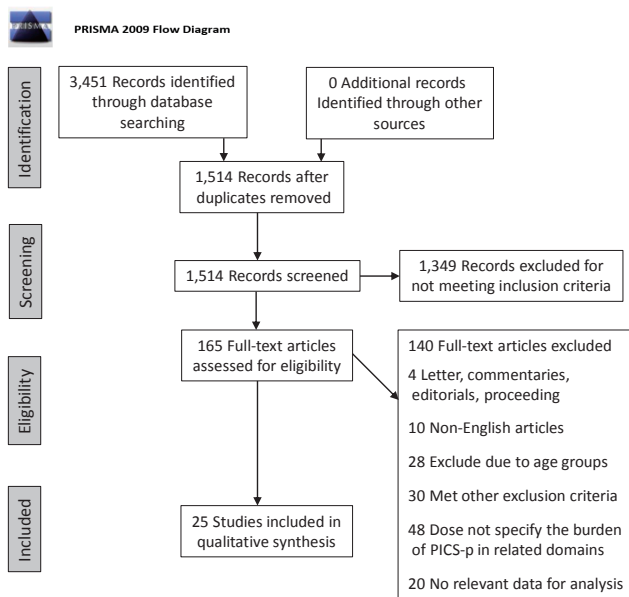 PRISMA
PRISMA 2009 Flow Diagram
Identification
3,451 Records identified
through database
searching
0 Additional records
Identified through other
sources
1,514 Records after
duplicates removed
Screening
1,514 Records screened
1,349 Records excluded for
not meeting inclusion criteria
Eligibility
165 Full-text articles
assessed for eligibility
140 Full-text articles excluded
4 Letter, commentaries,
editorials, proceeding
10 Non-English articles
28 Exclude due to age groups
30 Met other exclusion criteria
48 Dose not specify the burden
of PICS-p in related domains
20 No relevant data for analysis
Included
25 Studies included in
qualitative synthesis